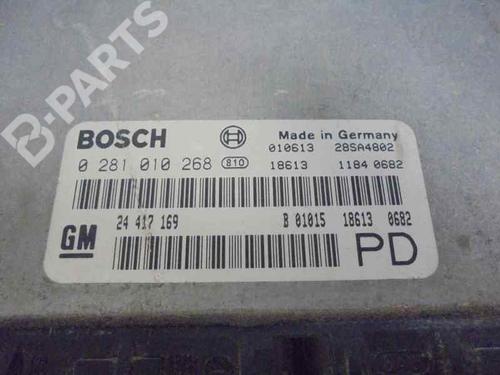 B-PARTS
BOSCH Made in Germany
010613 28SA4802
0 281 010 268 810 18613 1184 0682
24 417 169 B 01015 18613 0682
GM PD